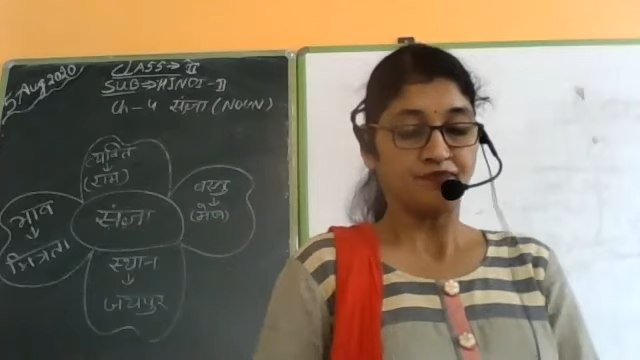 5 Aug 2020
CLASS → II
SUB → HINDI - II
Ch - 4 संज्ञा (NOUN)
व्यक्ति
↓
(राम)
वस्तु
↓
(मेज)
संज्ञा
भाव
↓
मित्रता
स्थान
↓
जयपुर